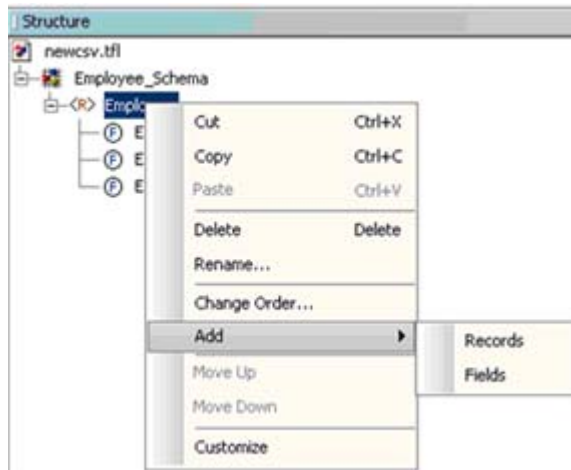 Structure
newcsv.tfl
Employee_Schema
<R>
F E
F E
F E
Cut Ctrl+X
Copy Ctrl+C
Paste Ctrl+V
Delete Delete
Rename...
Change Order...
Add
Records
Fields
Move Up
Move Down
Customize